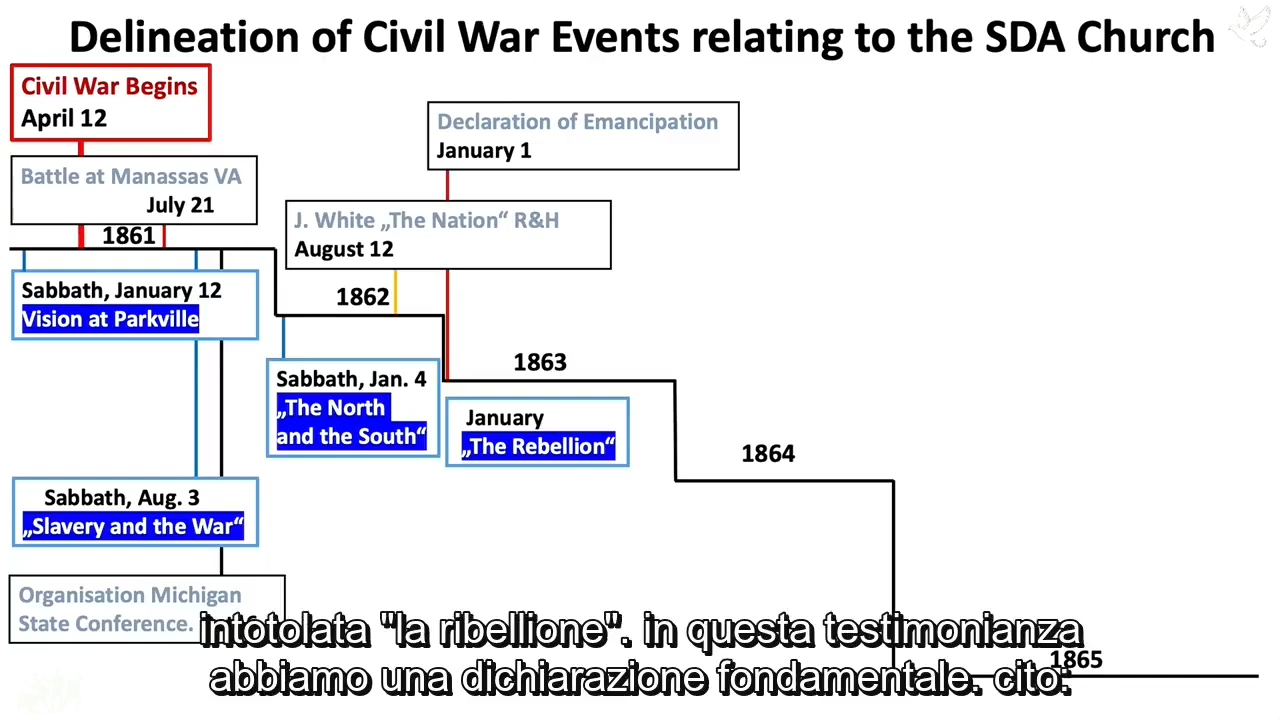 Delineation of Civil War Events relating to the SDA Church
Civil War Begins
April 12
Battle at Manassas VA
July 21
1861
Sabbath, January 12
Vision at Parkville
Sabbath, Aug. 3
„Slavery and the War“
Organisation Michigan
State Conference.
Declaration of Emancipation
January 1
J. White „The Nation“ R&H
August 12
1862
Sabbath, Jan. 4
„The North
and the South“
1863
January
„The Rebellion“
1864
1865
intotolata "la ribellione". in questa testimonianza
abbiamo una dichiarazione fondamentale. cito: